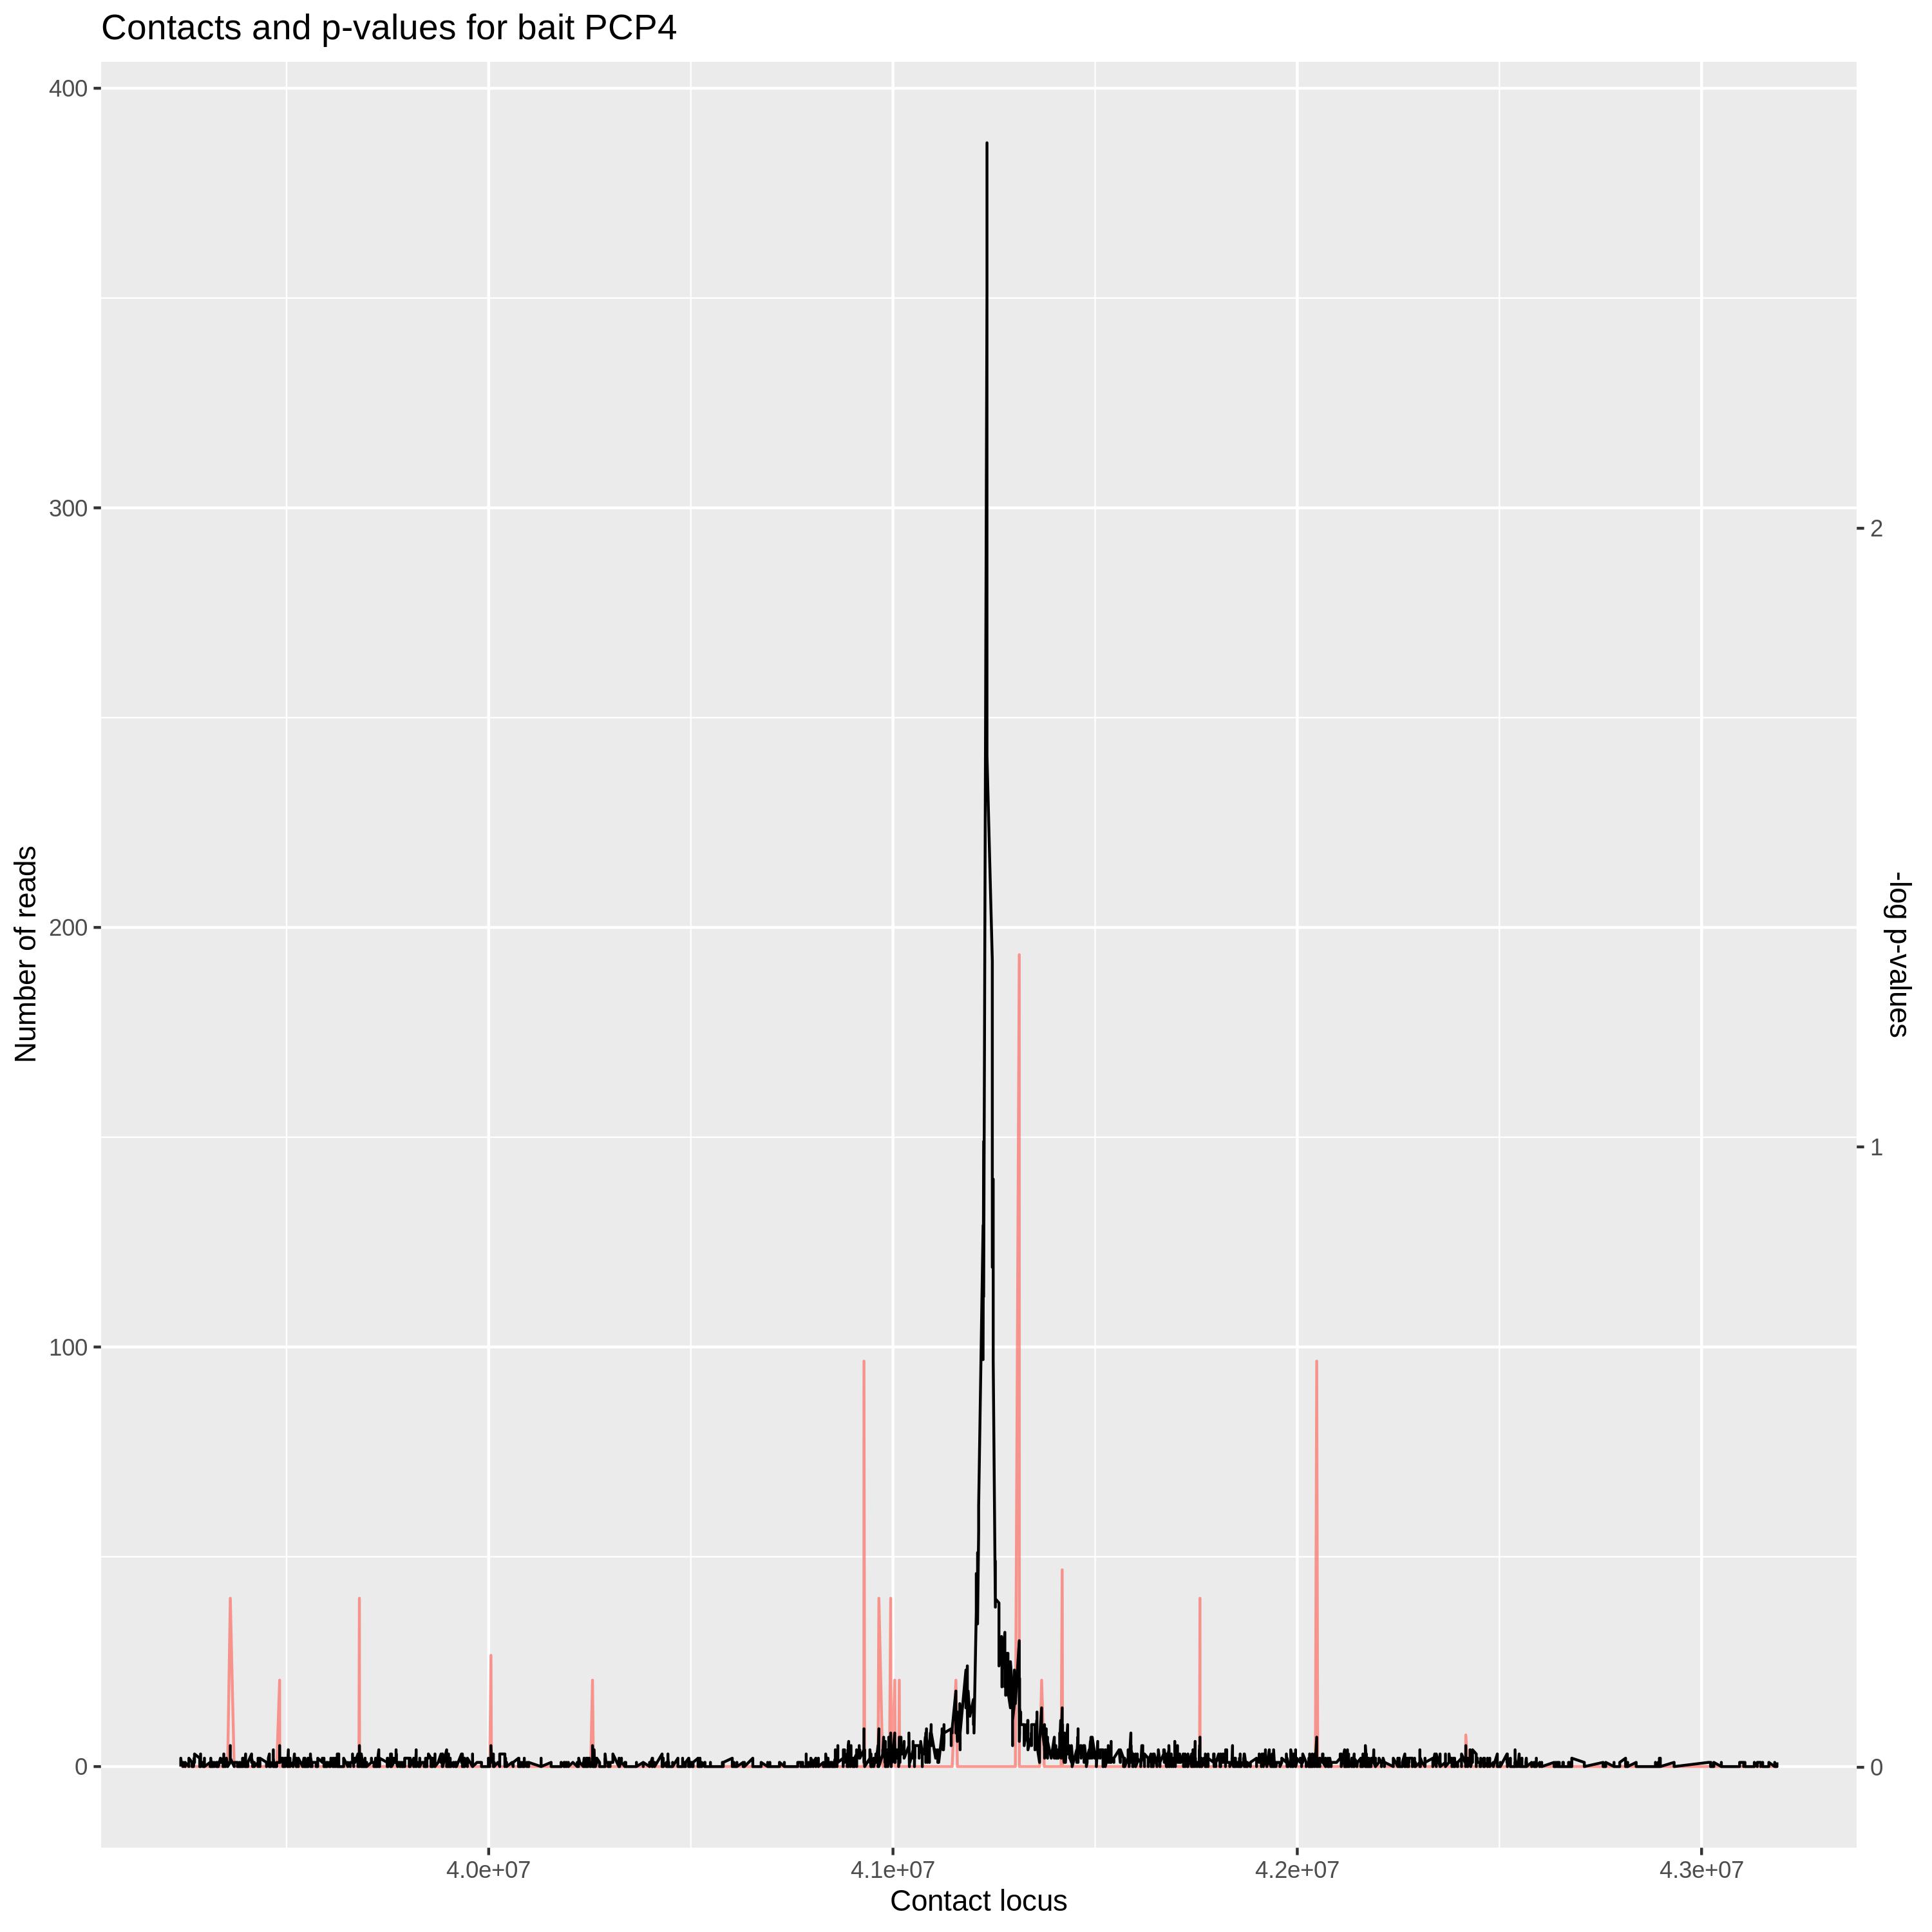 Contacts and p-values for bait PCP4
400
300
200
100
0
Number of reads
2
1
0
-log p-values
4.0e+07
4.1e+07
4.2e+07
4.3e+07
Contact locus